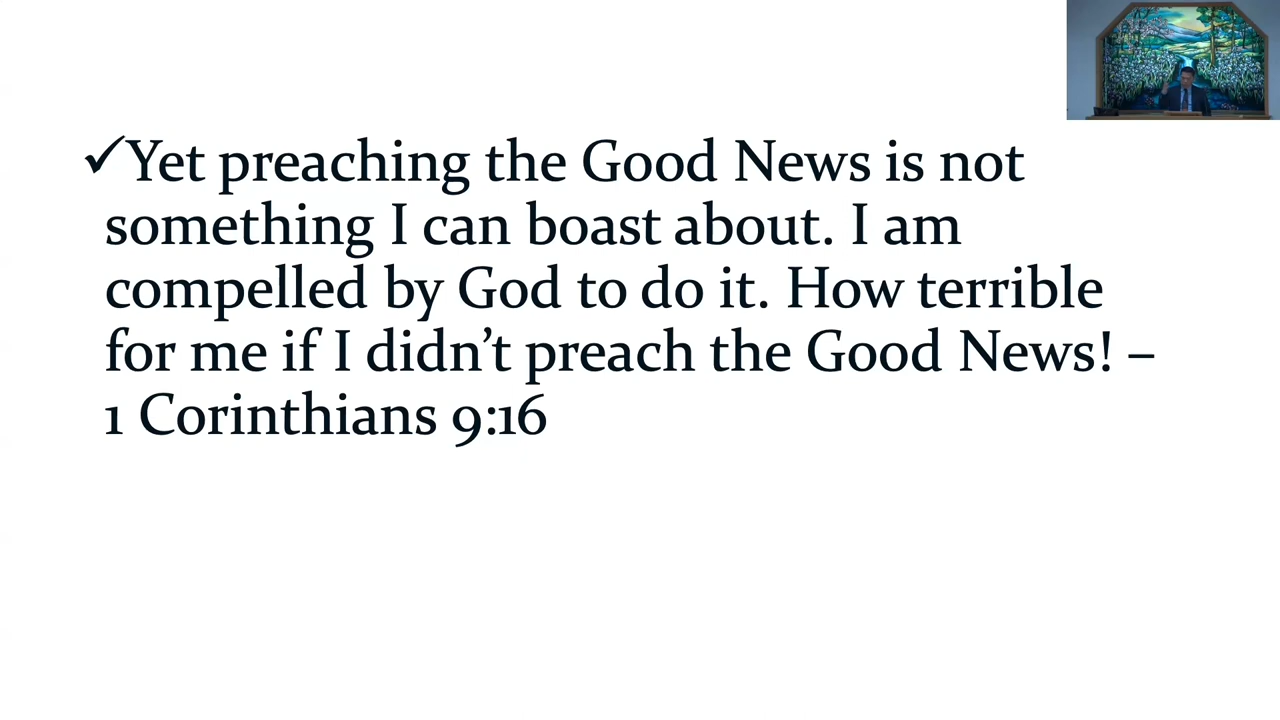 ✓Yet preaching the Good News is not
something I can boast about. I am
compelled by God to do it. How terrible
for me if I didn’t preach the Good News! –
1 Corinthians 9:16